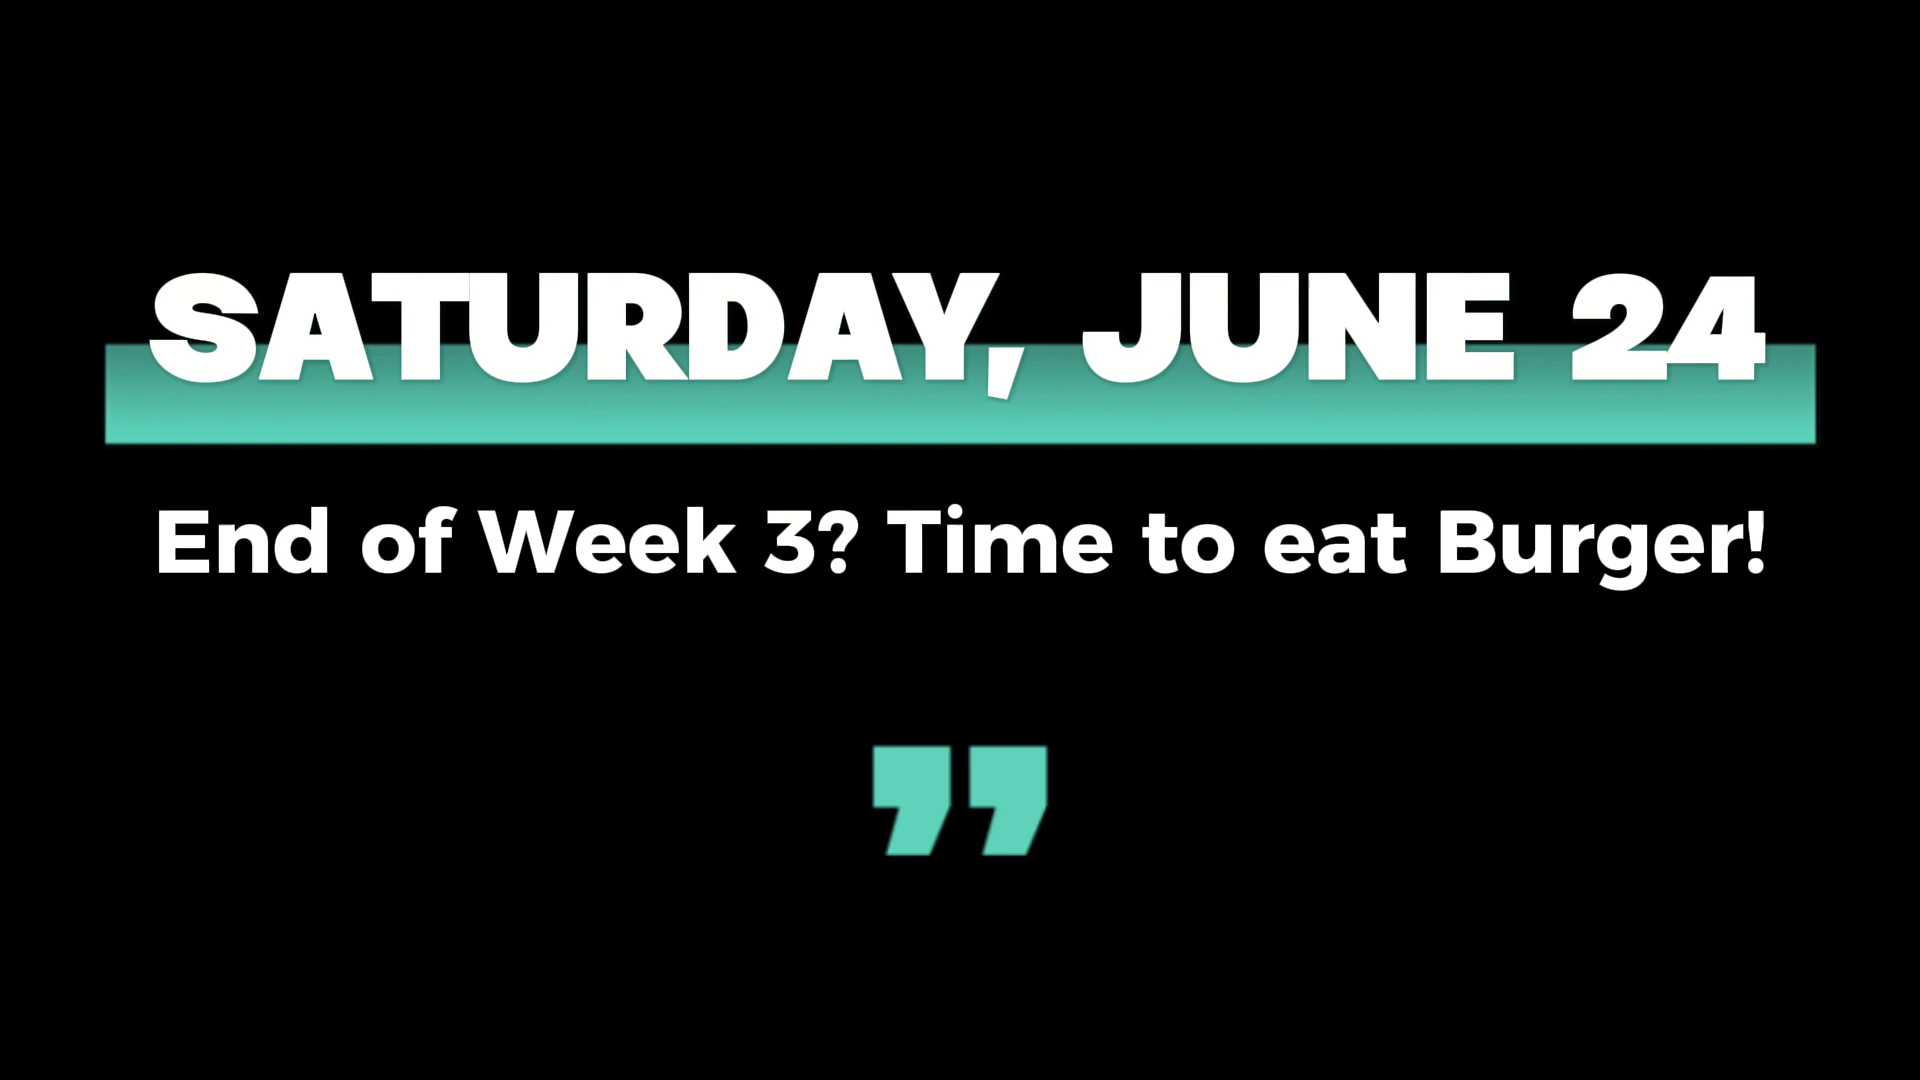 SATURDAY, JUNE 24
End of Week 3? Time to eat Burger!
”